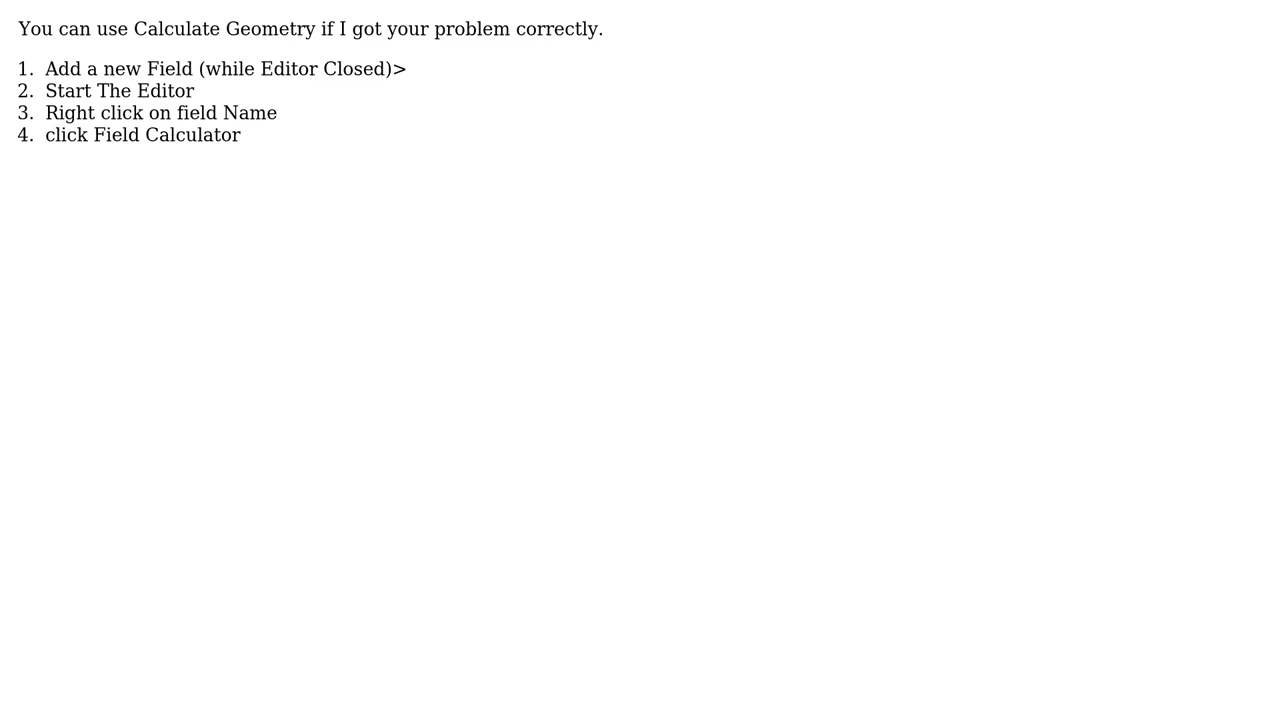 You can use Calculate Geometry if I got your problem correctly.
1. Add a new Field (while Editor Closed)>
2. Start The Editor
3. Right click on field Name
4. click Field Calculator